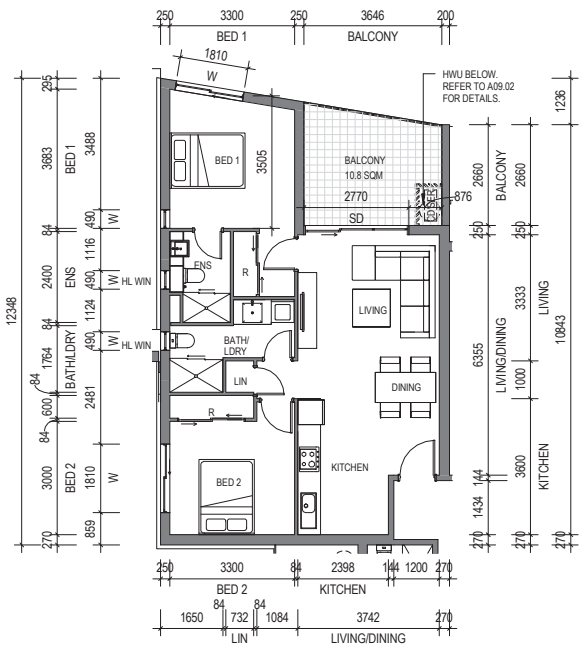 250 3300 250 3646 200
BED 1 BALCONY
1810
W
HWU BELOW.
REFER TO A09.02
FOR DETAILS.
295
3683
BED 1
3488
490
W
84
1116
2400
ENS
490
HL WIN
1124
84
BATH/LDRY
1764
490
W
HL WIN
84
2481
600
84
3000
BED 2
1810
W
859
270
12348
BED 1
3505
BALCONY
10.8 SQM
2770
876
SD
ENS
R
LIVING
BATH/
LDRY
LIN
DINING
R
KITCHEN
BED 2
1236
2660
BALCONY
2660
250
250
3333
LIVING
6355
LIVING/DINING
1000
10843
3600
KITCHEN
144
1434
270
270
270
250 3300 84 2398 144 1200 270
BED 2 KITCHEN
84 84
1650 732 1084 3742 270
LIN LIVING/DINING